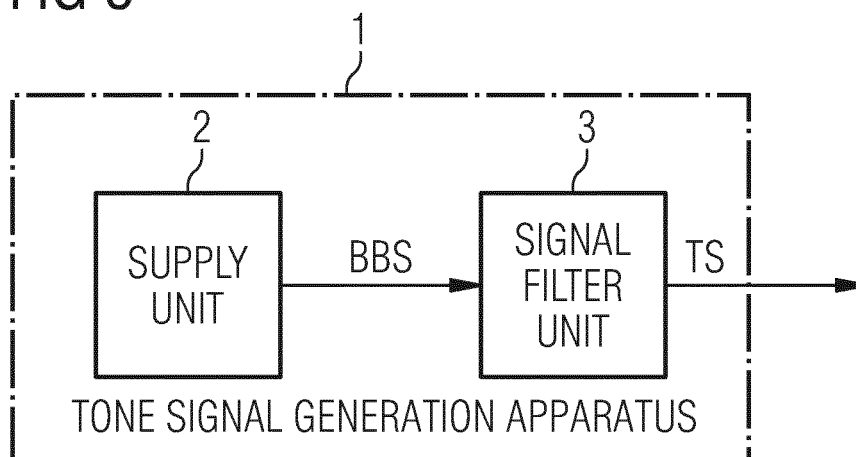 1
2
3
SUPPLY
UNIT
BBS
SIGNAL
FILTER
UNIT
TS
TONE SIGNAL GENERATION APPARATUS